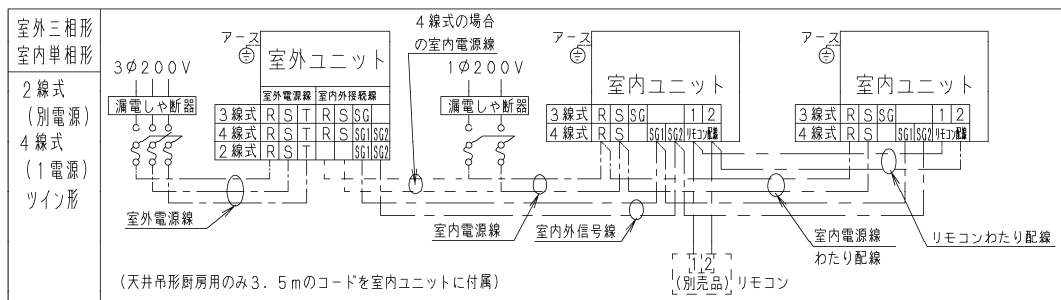 室外三相形
室内単相形
2線式
(別電源)
4線式
(1電源)
ツイン形
アース
室外ユニット
3φ200V
漏電しゃ断器
室外電源線 室内外接続線
3線式 R S T R S SG
4線式 R S T R S SG1 SG2
2線式 R S T SG1 SG2
4線式の場合
の室内電源線
1φ200V
漏電しゃ断器
アース
室内ユニット
3線式 R S SG 1 2
4線式 R S SG1 SG2 リモコン配線
アース
室内ユニット
3線式 R S SG 1 2
4線式 R S SG1 SG2 リモコン配線
室外電源線
室内電源線
室内外信号線
室内電源線
わたり配線
リモコンわたり配線
1 2
(別売品) リモコン
(天井吊形厨房用のみ3.5mのコードを室内ユニットに付属)